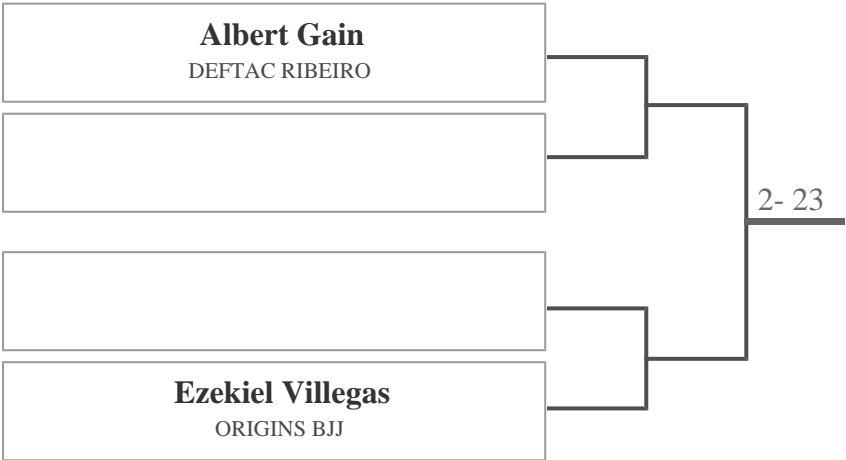 Albert Gain
DEFTAC RIBEIRO
2- 23
Ezekiel Villegas
ORIGINS BJJ